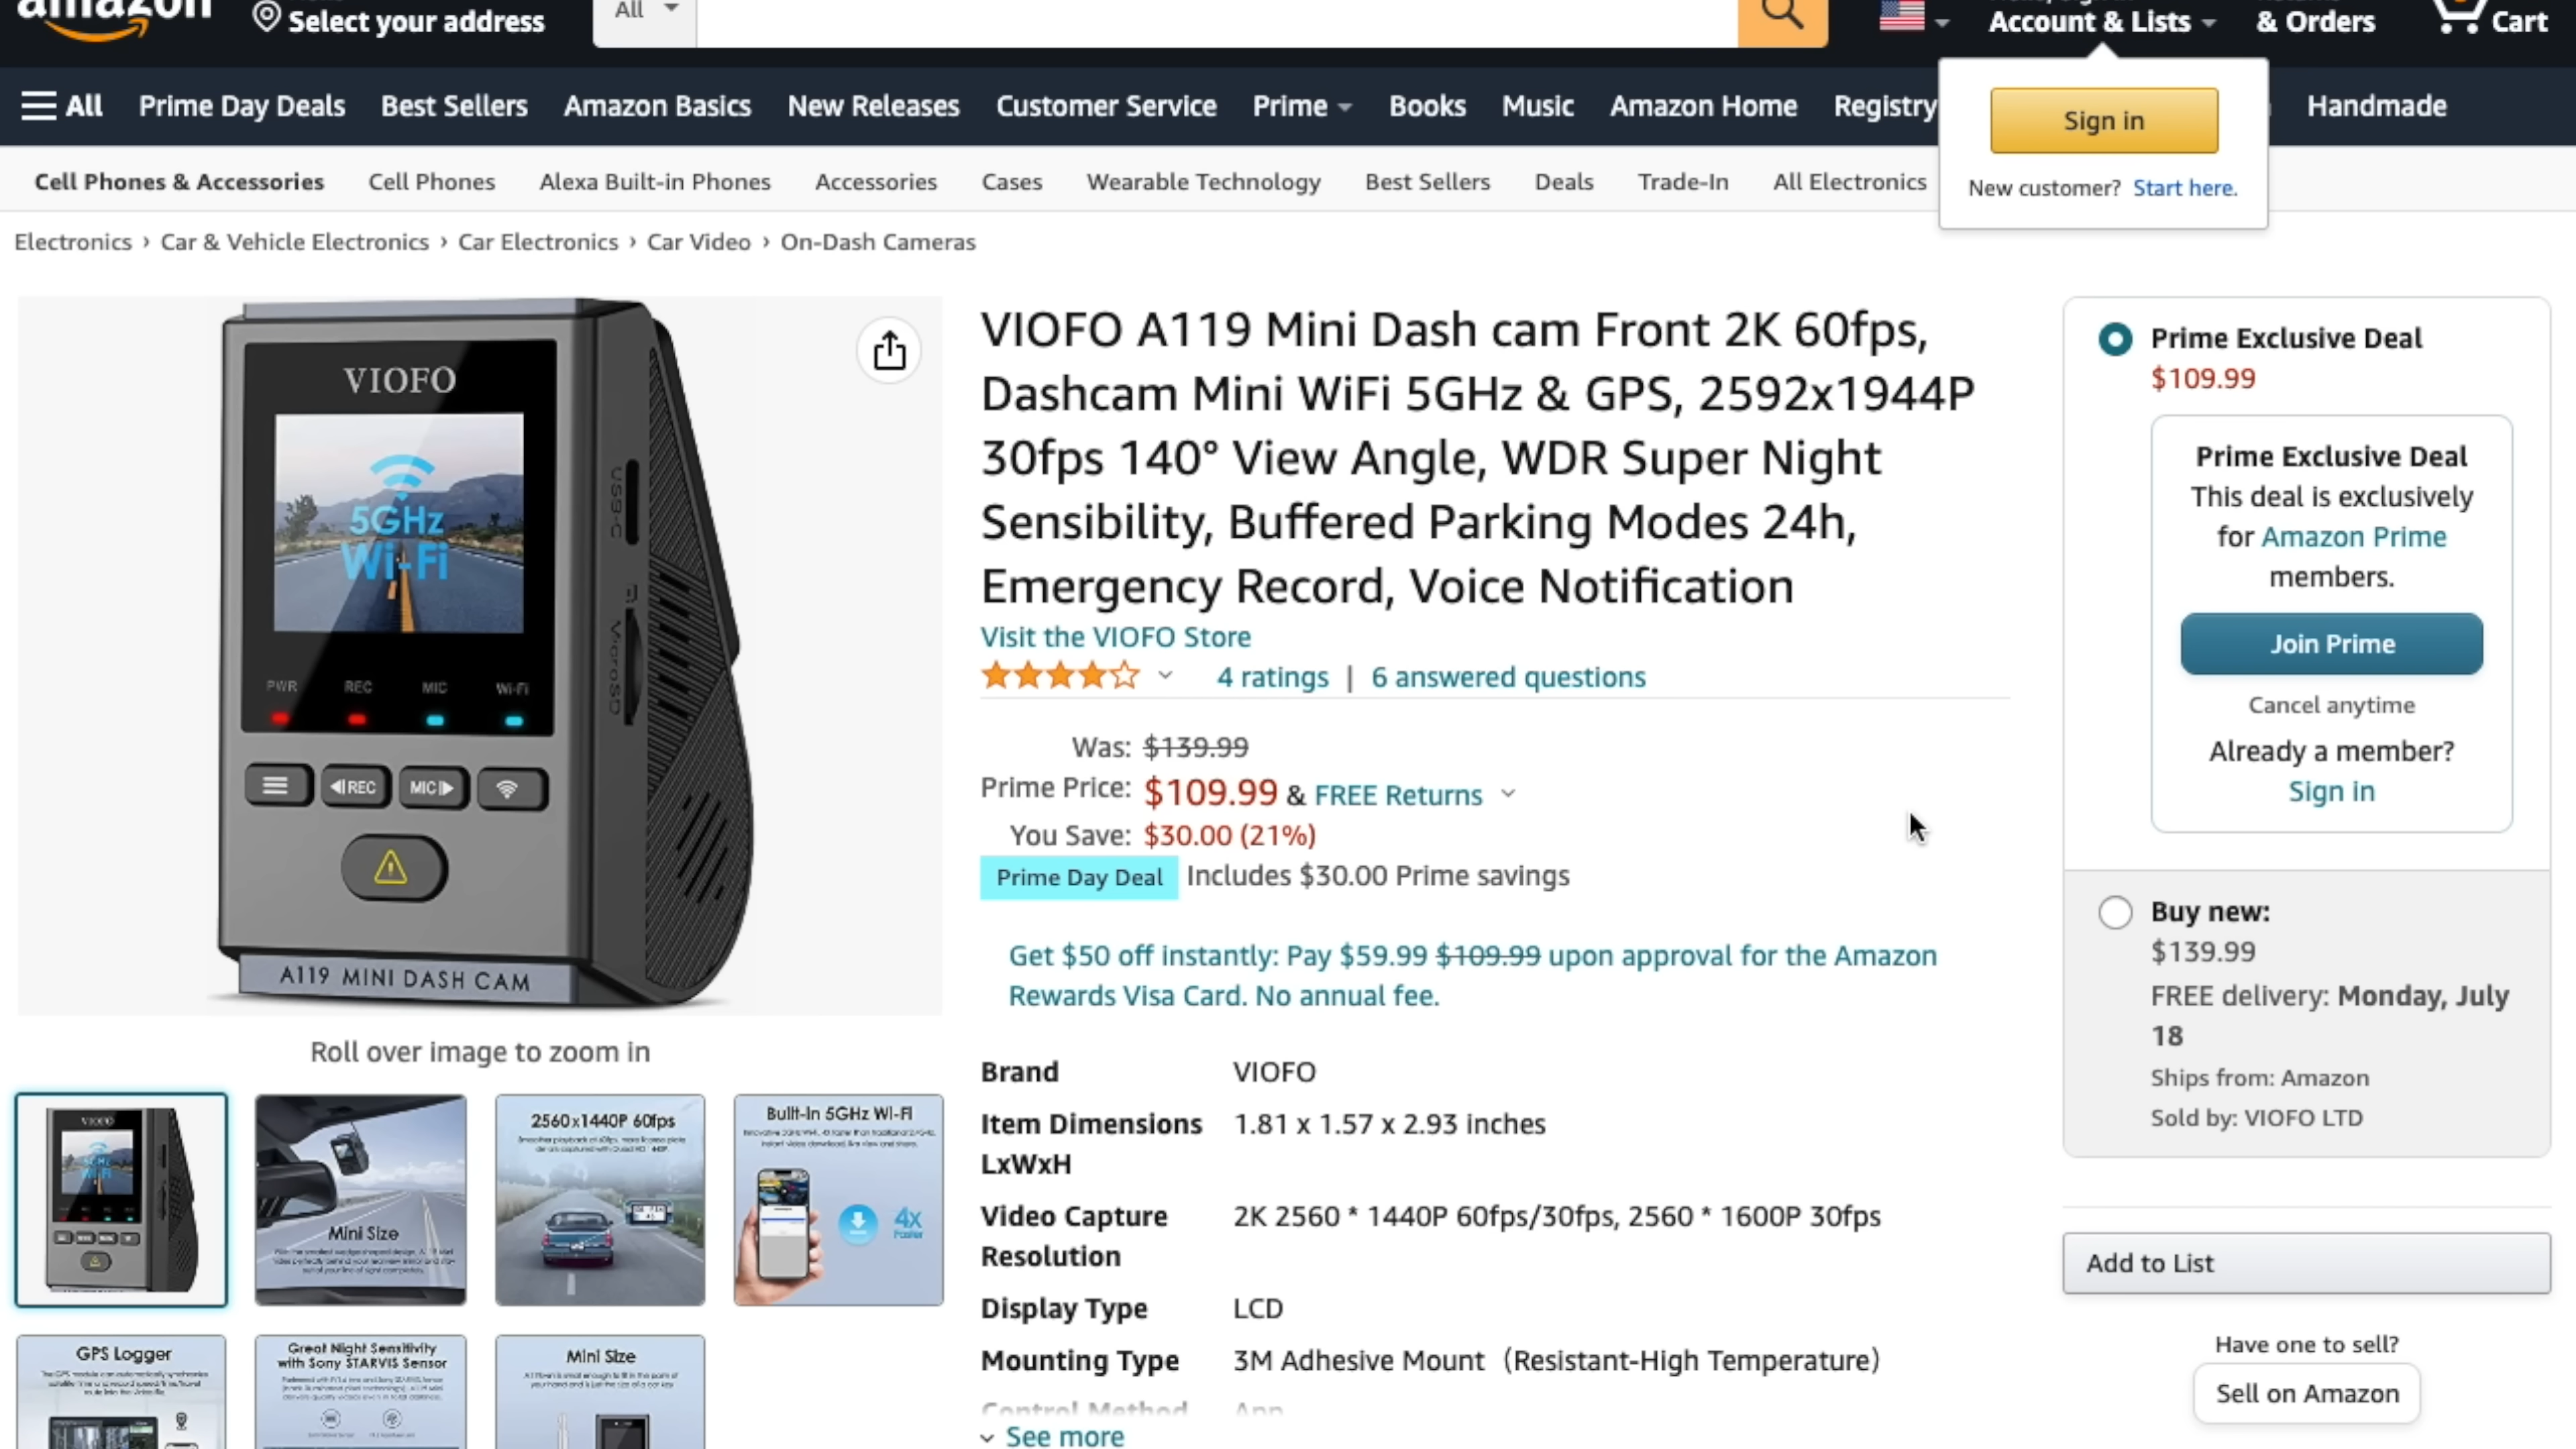 amazon
Select your address
All
Account & Lists
& Orders
Cart
All Prime Day Deals Best Sellers Amazon Basics New Releases Customer Service Prime Books Music Amazon Home Registry Handmade
Sign in
New customer? Start here.
Cell Phones & Accessories Cell Phones Alexa Built-in Phones Accessories Cases Wearable Technology Best Sellers Deals Trade-In All Electronics
Electronics › Car & Vehicle Electronics › Car Electronics › Car Video › On-Dash Cameras
VIOFO
5GHz
Wi-Fi
USB-C
PWR REC MIC Wi-Fi
REC MIC
A119 MINI DASH CAM
Roll over image to zoom in
VIOFO
Mini Size
2560x1440P 60fps
Built-in 5GHz Wi-Fi
4x
Faster
GPS Logger
Great Night Sensitivity
with Sony STARVIS Sensor
Mini Size
VIOFO A119 Mini Dash cam Front 2K 60fps,
Dashcam Mini WiFi 5GHz & GPS, 2592x1944P
30fps 140° View Angle, WDR Super Night
Sensibility, Buffered Parking Modes 24h,
Emergency Record, Voice Notification
Visit the VIOFO Store
4 ratings | 6 answered questions
Was: $139.99
Prime Price: $109.99 & FREE Returns
You Save: $30.00 (21%)
Prime Day Deal Includes $30.00 Prime savings
Get $50 off instantly: Pay $59.99 $109.99 upon approval for the Amazon
Rewards Visa Card. No annual fee.
Brand VIOFO
Item Dimensions 1.81 x 1.57 x 2.93 inches
LxWxH
Video Capture 2K 2560 * 1440P 60fps/30fps, 2560 * 1600P 30fps
Resolution
Display Type LCD
Mounting Type 3M Adhesive Mount（Resistant-High Temperature）
Control Method App
See more
Prime Exclusive Deal
$109.99
Prime Exclusive Deal
This deal is exclusively
for Amazon Prime
members.
Join Prime
Cancel anytime
Already a member?
Sign in
Buy new:
$139.99
FREE delivery: Monday, July
18
Ships from: Amazon
Sold by: VIOFO LTD
Add to List
Have one to sell?
Sell on Amazon